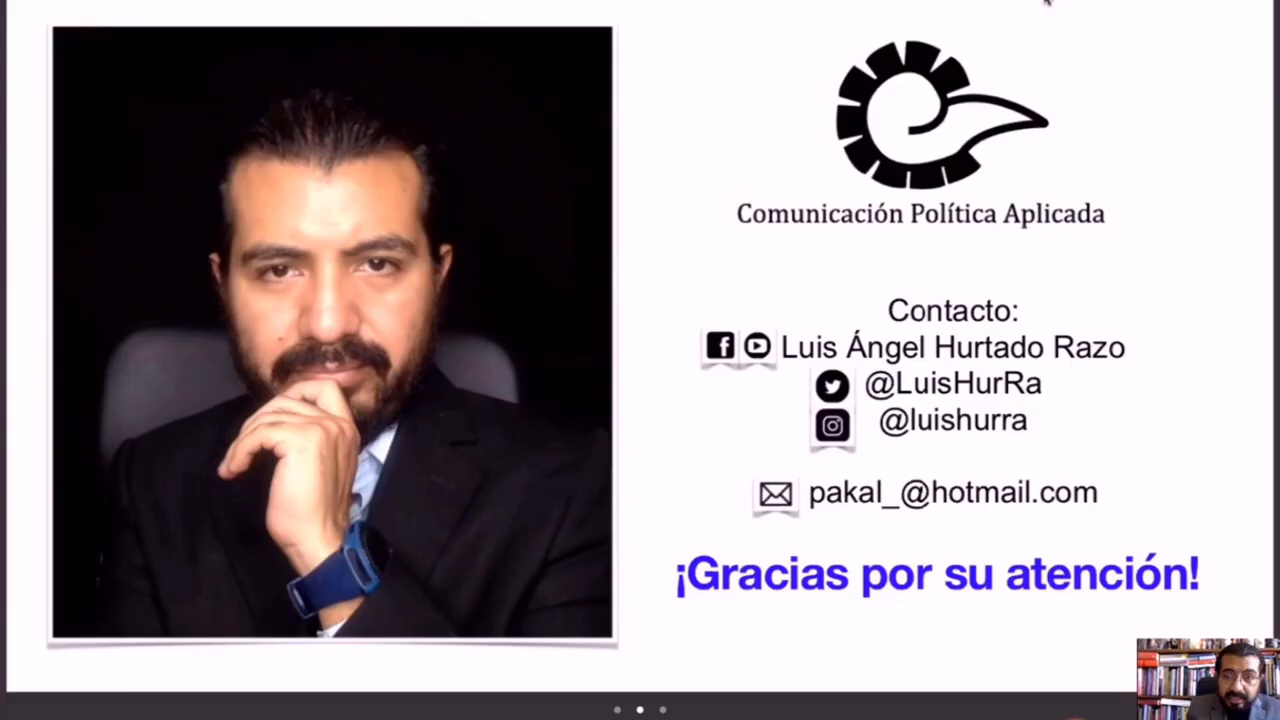 Comunicación Política Aplicada
Contacto:
Luis Ángel Hurtado Razo
@LuisHurRa
@luishurra
pakal_@hotmail.com
¡Gracias por su atención!